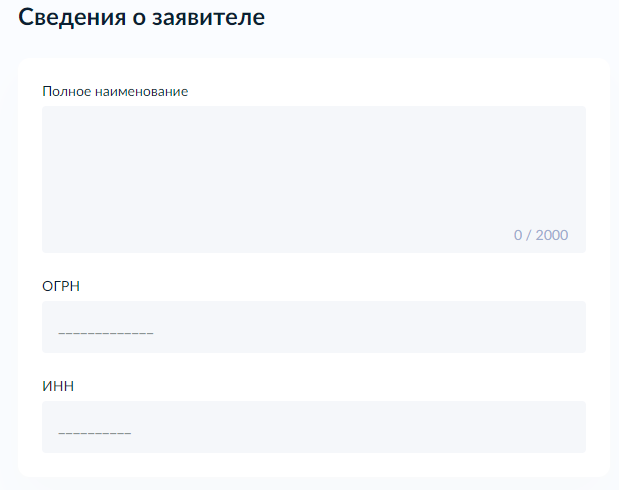 Сведения о заявителе
Полное наименование
0 / 2000
ОГРН
_____________
ИНН
__________